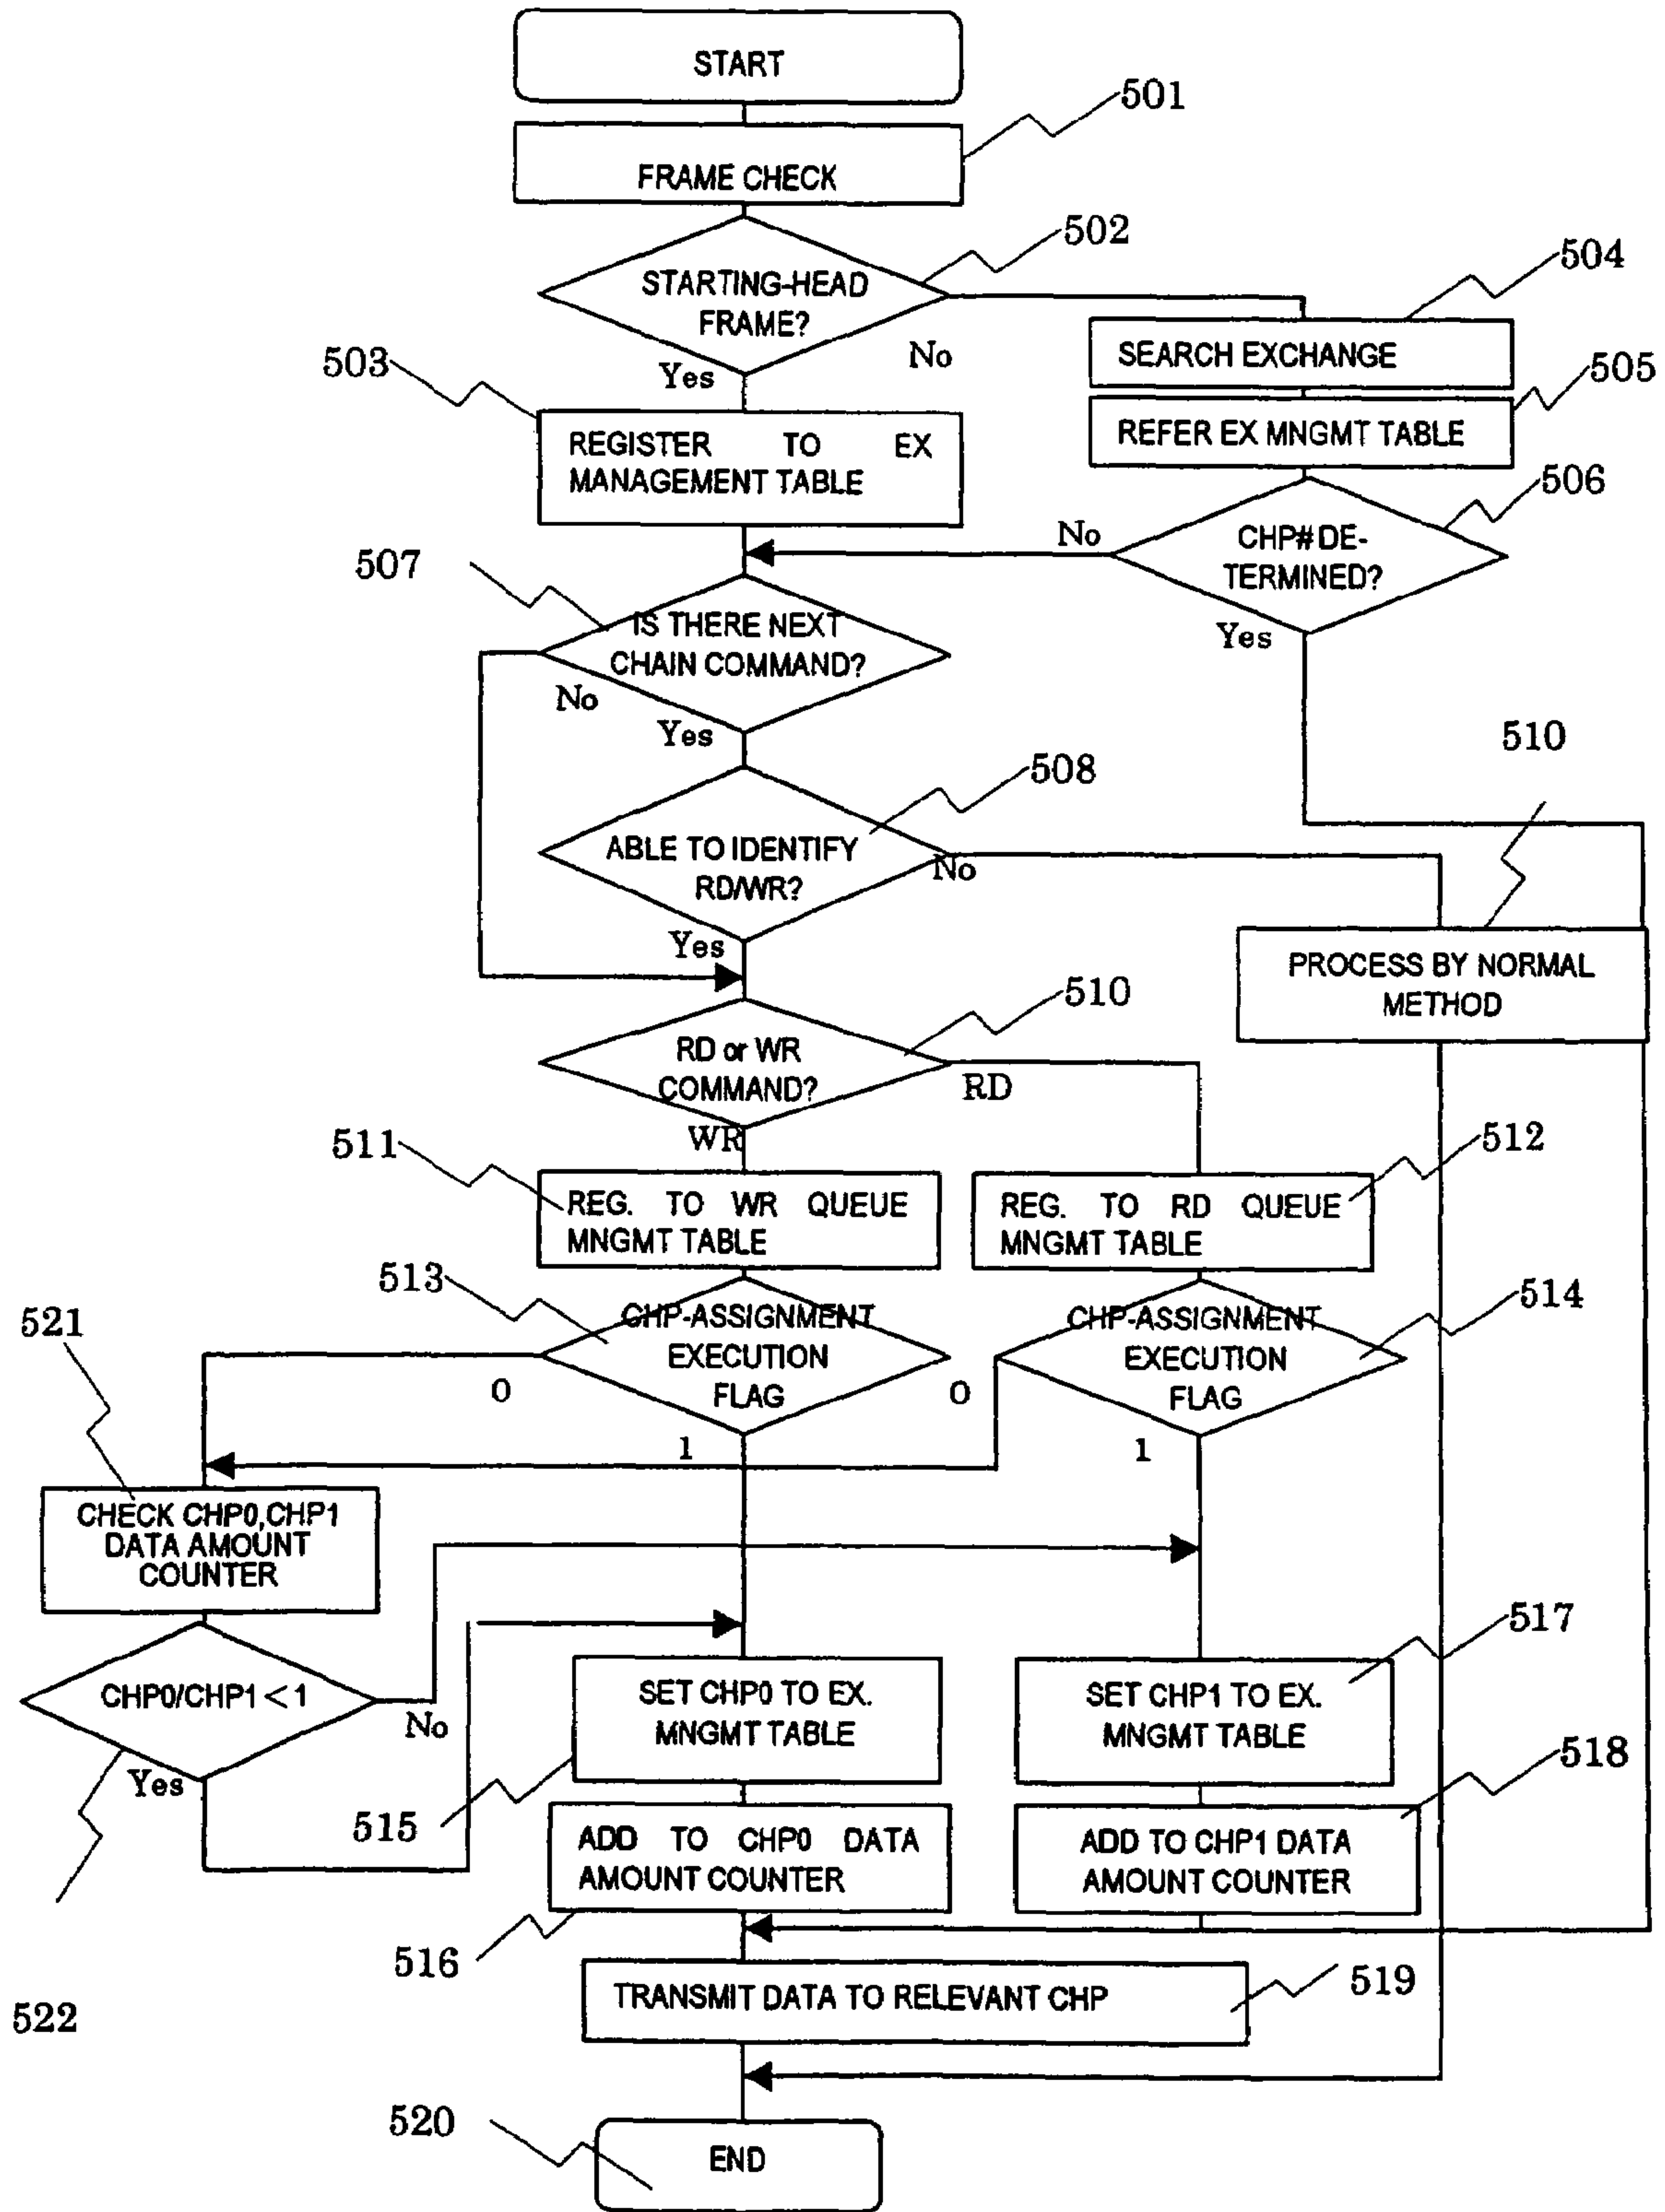 START
501
FRAME CHECK
502
STARTING-HEAD
FRAME?
504
503
Yes
No
SEARCH EXCHANGE
505
REGISTER TO EX
MANAGEMENT TABLE
REFER EX MNGMT TABLE
506
No
CHP# DE-
TERMINED?
507
IS THERE NEXT
CHAIN COMMAND?
Yes
No
Yes
510
508
ABLE TO IDENTIFY
RD/WR?
No
Yes
PROCESS BY NORMAL
METHOD
510
RD or WR
COMMAND?
RD
WR
511
512
REG. TO WR QUEUE
MNGMT TABLE
REG. TO RD QUEUE
MNGMT TABLE
513
514
521
CHP-ASSIGNMENT
EXECUTION
FLAG
CHP-ASSIGNMENT
EXECUTION
FLAG
0
0
1
1
CHECK CHP0,CHP1
DATA AMOUNT
COUNTER
517
CHP0/CHP1 < 1
No
Yes
SET CHP0 TO EX.
MNGMT TABLE
SET CHP1 TO EX.
MNGMT TABLE
518
515
ADD TO CHP0 DATA
AMOUNT COUNTER
ADD TO CHP1 DATA
AMOUNT COUNTER
516
522
TRANSMIT DATA TO RELEVANT CHP
519
520
END